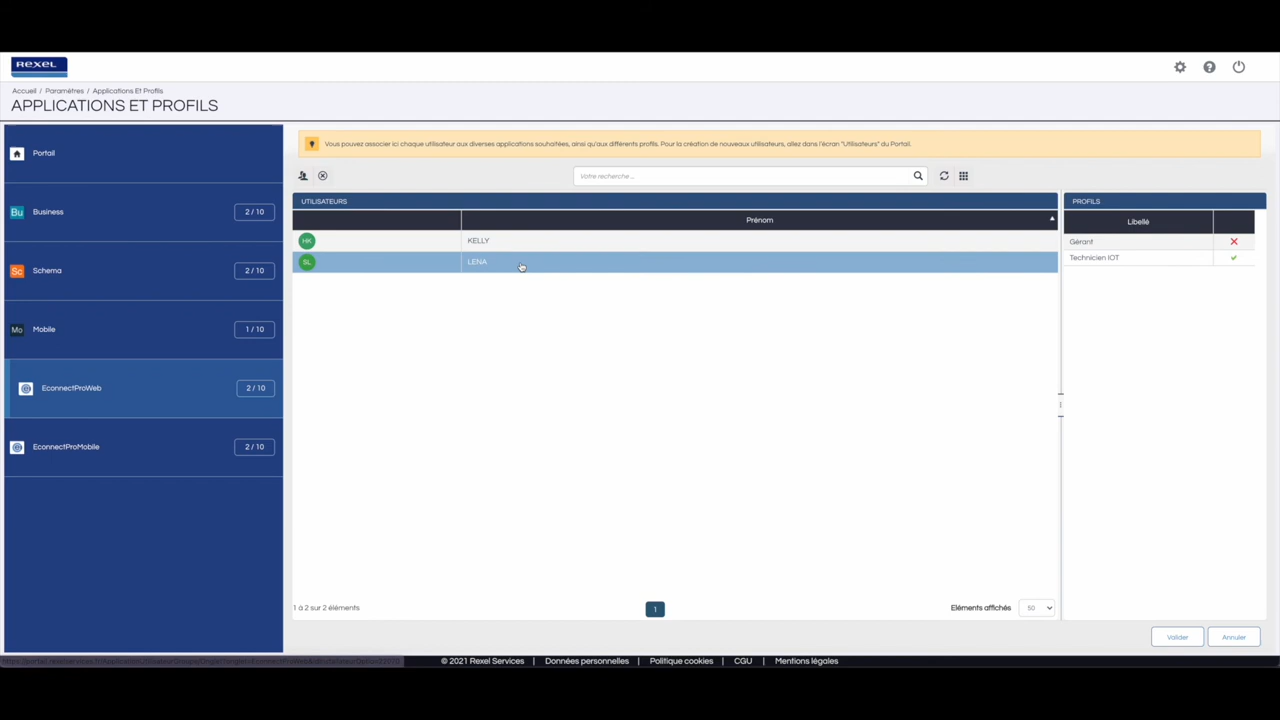 REXEL
Accueil / Paramètres / Applications Et Profils
APPLICATIONS ET PROFILS
Portail
Bu Business 2 / 10
Sc Schema 2 / 10
Mo Mobile 1 / 10
EconnectProWeb 2 / 10
EconnectProMobile 2 / 10
Vous pouvez associer ici chaque utilisateur aux diverses applications souhaitées, ainsi qu'aux différents profils. Pour la création de nouveaux utilisateurs, allez dans l'écran "Utilisateurs" du Portail.
Votre recherche ...
UTILISATEURS
Prénom
HK KELLY
SL LENA
PROFILS
Libellé
Gérant
Technicien IOT
1 à 2 sur 2 éléments
1
Eléments affichés 50
Valider Annuler
© 2021 Rexel Services | Données personnelles | Politique cookies | CGU | Mentions légales